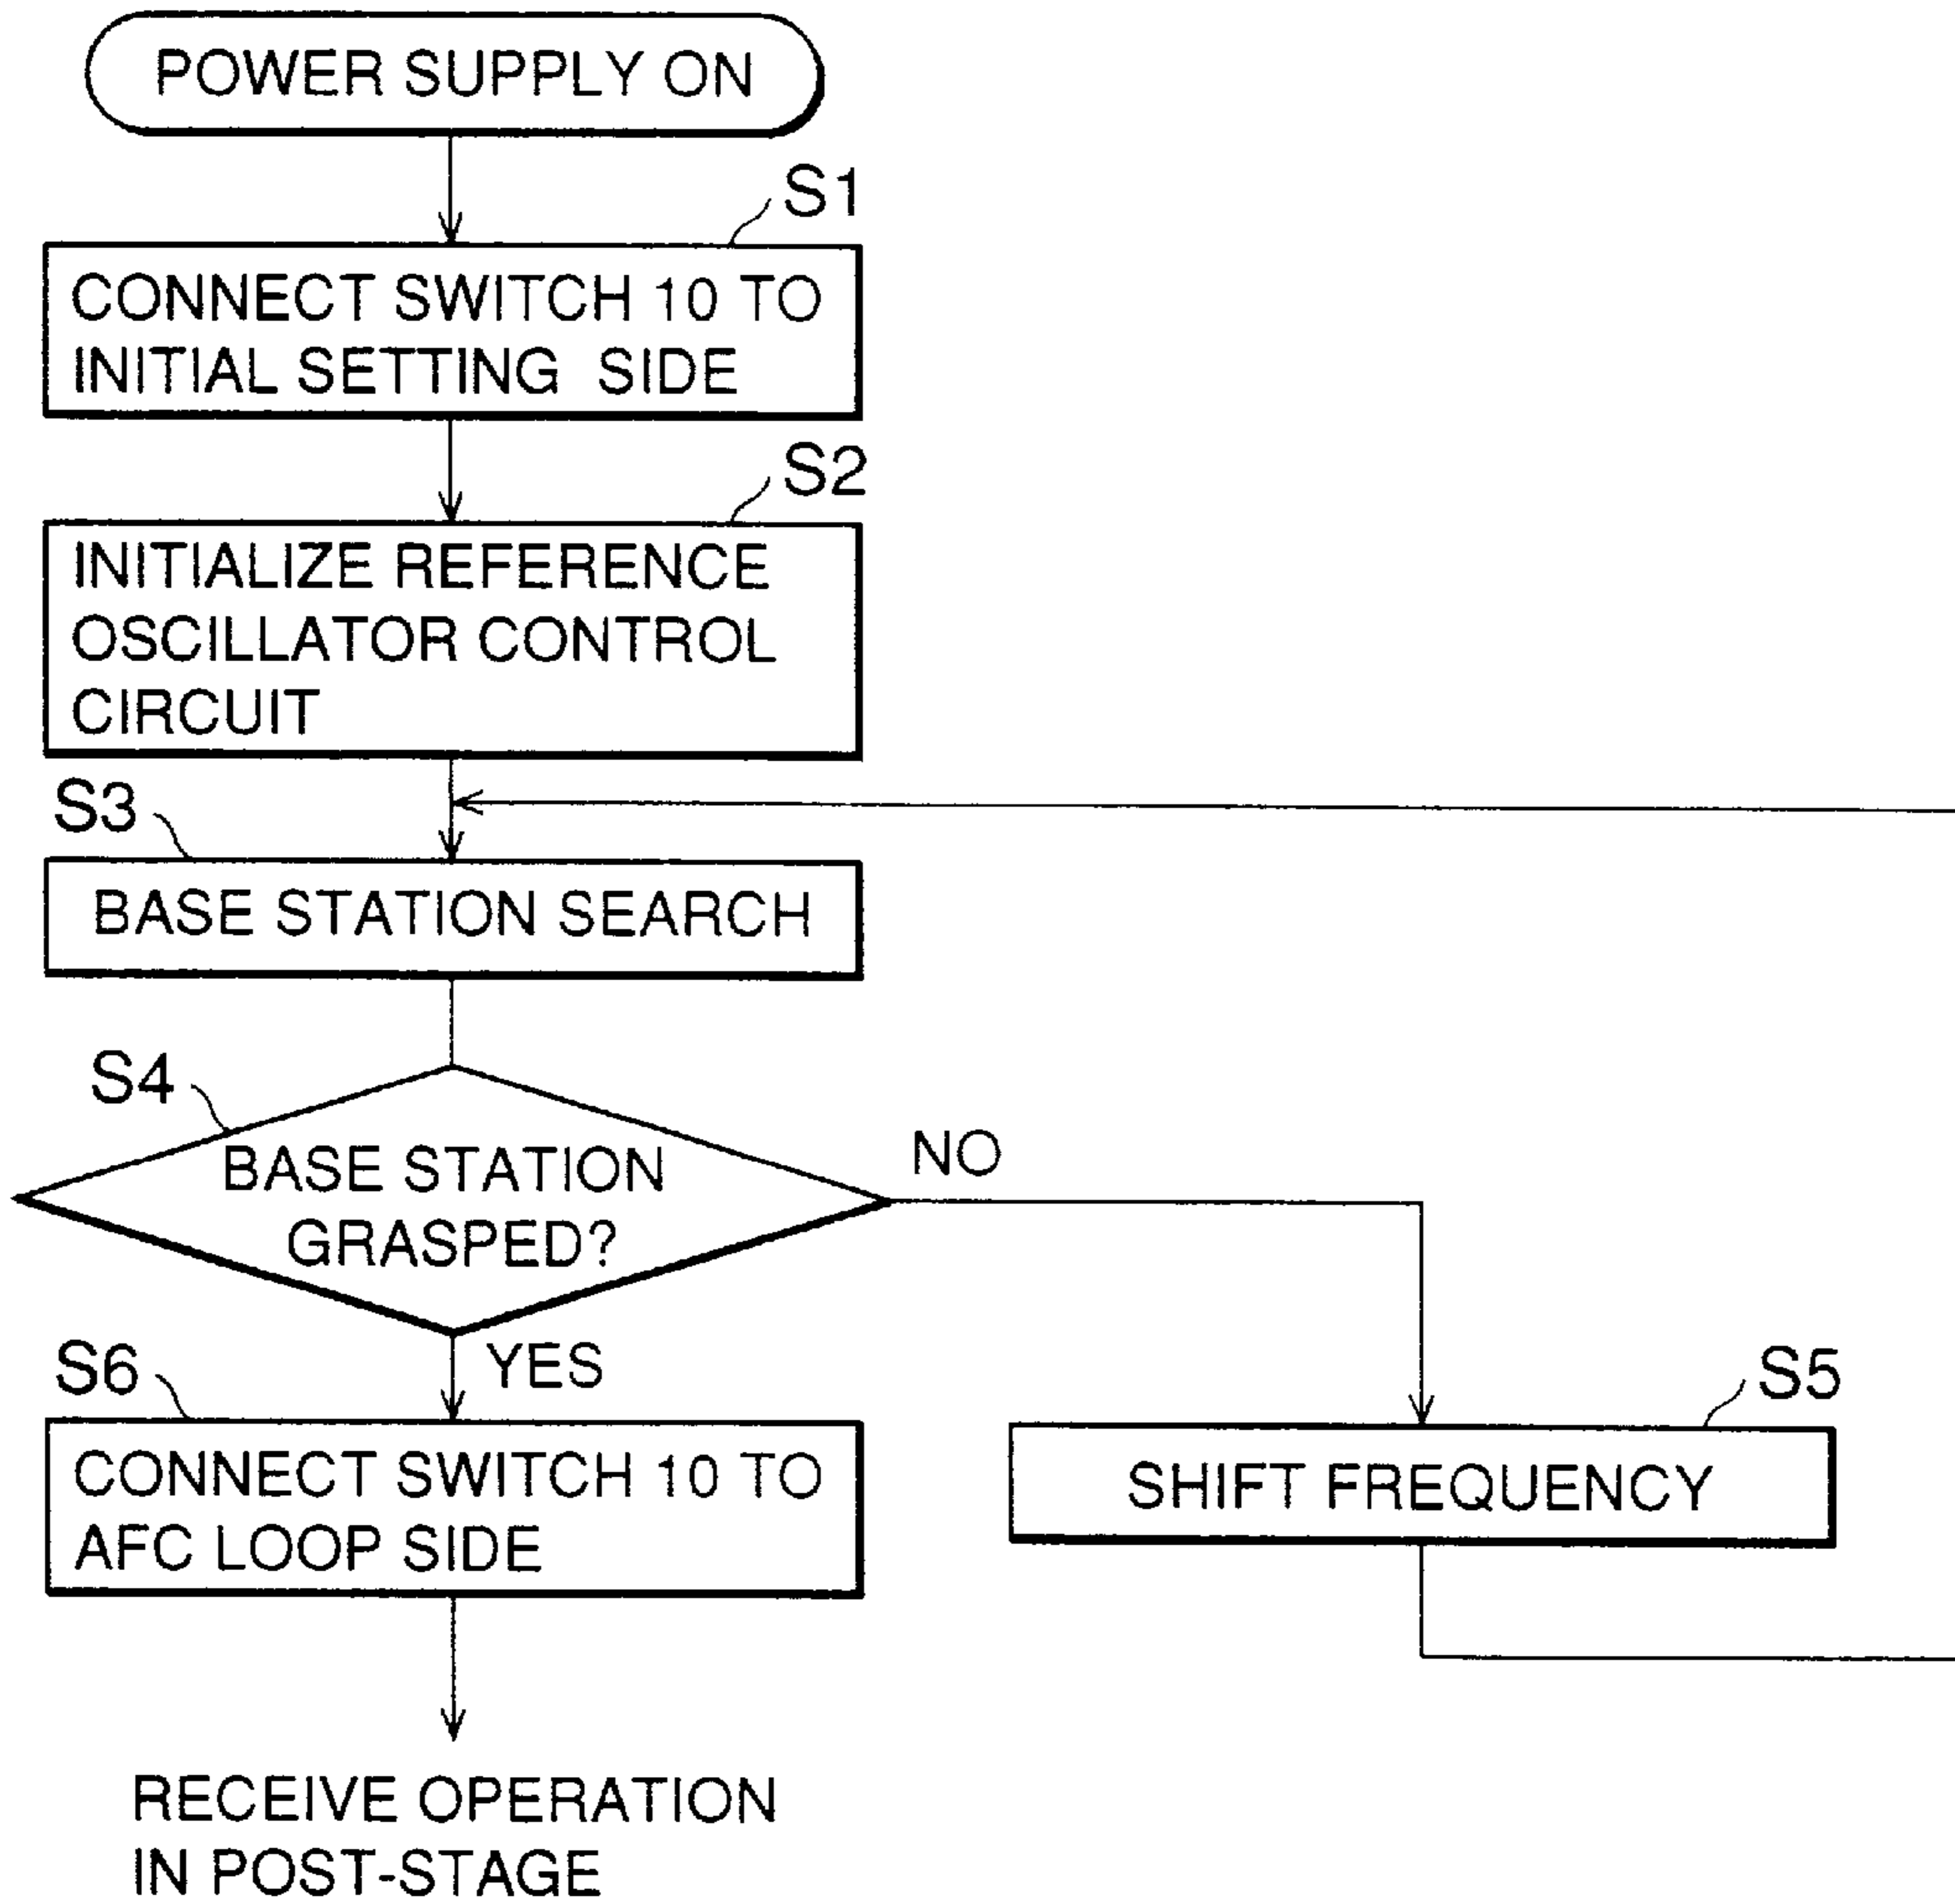 POWER SUPPLY ON
S1
CONNECT SWITCH 10 TO
INITIAL SETTING SIDE
S2
INITIALIZE REFERENCE
OSCILLATOR CONTROL
CIRCUIT
S3
BASE STATION SEARCH
S4
BASE STATION
GRASPED?
NO
YES
S6
CONNECT SWITCH 10 TO
AFC LOOP SIDE
S5
SHIFT FREQUENCY
RECEIVE OPERATION
IN POST-STAGE